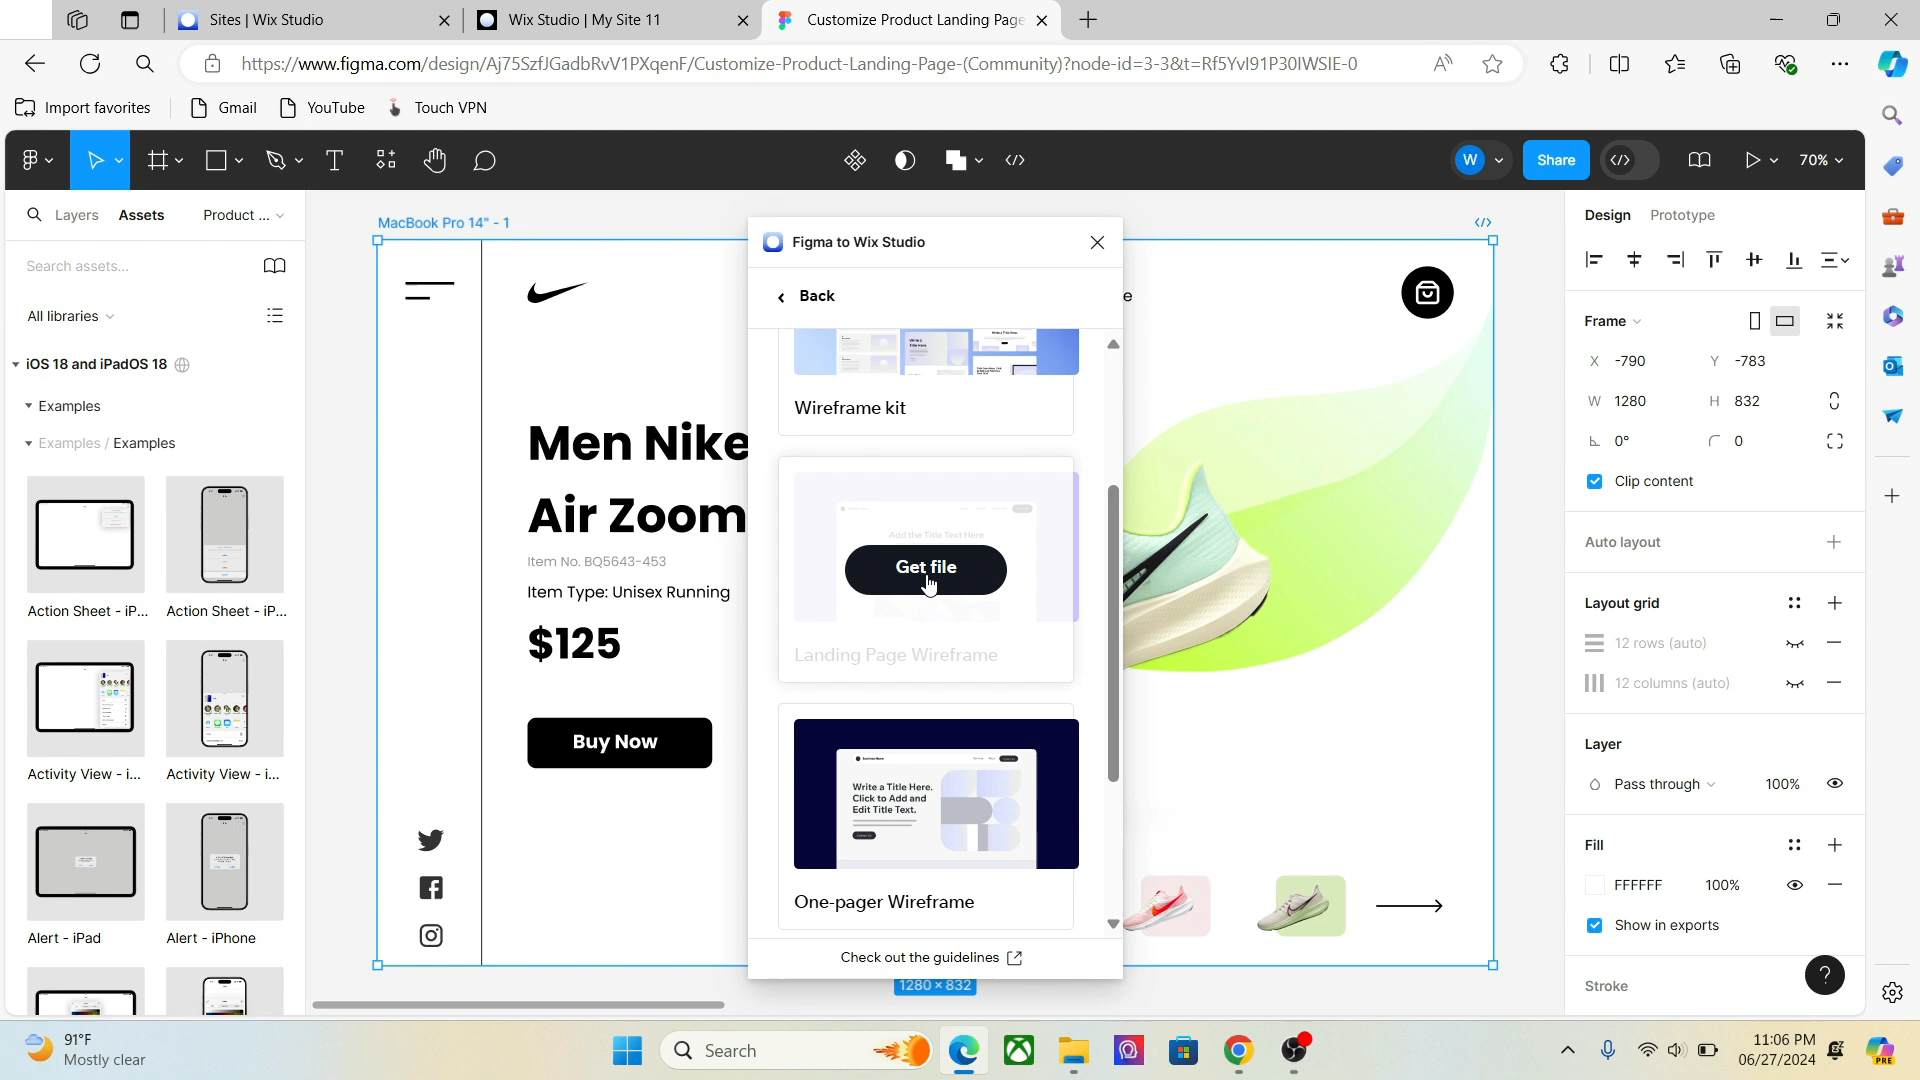 Sites | Wix Studio
Wix Studio | My Site 11
Customize Product Landing Page
https://www.figma.com/design/Aj75SzfJGadbRvV1PXqenF/Customize-Product-Landing-Page-(Community)?node-id=3-3&t=Rf5YvI91P30IWSIE-0
Import favorites
Gmail
YouTube
Touch VPN
W
Share
70%
Layers
Assets
Product ...
Search assets...
All libraries
iOS 18 and iPadOS 18
Examples
Examples / Examples
Action Sheet - iP...
Action Sheet - iP...
Activity View - i...
Activity View - i...
Alert - iPad
Alert - iPhone
MacBook Pro 14" - 1
Men Nike
Air Zoom
Item No. BQ5643-453
Item Type: Unisex Running
$125
Buy Now
e
Figma to Wix Studio
Back
Wireframe kit
Add the Title Text Here
Get file
Landing Page Wireframe
Write a Title Here.
Click to Add and
Edit Title Text.
One-pager Wireframe
Check out the guidelines
1280 × 832
Design
Prototype
Frame
X -790
Y -783
W 1280
H 832
0°
0
Clip content
Auto layout
Layout grid
12 rows (auto)
12 columns (auto)
Layer
Pass through
100%
Fill
FFFFFF
100%
Show in exports
Stroke
?
91°F
Mostly clear
Search
11:06 PM
06/27/2024
PRE